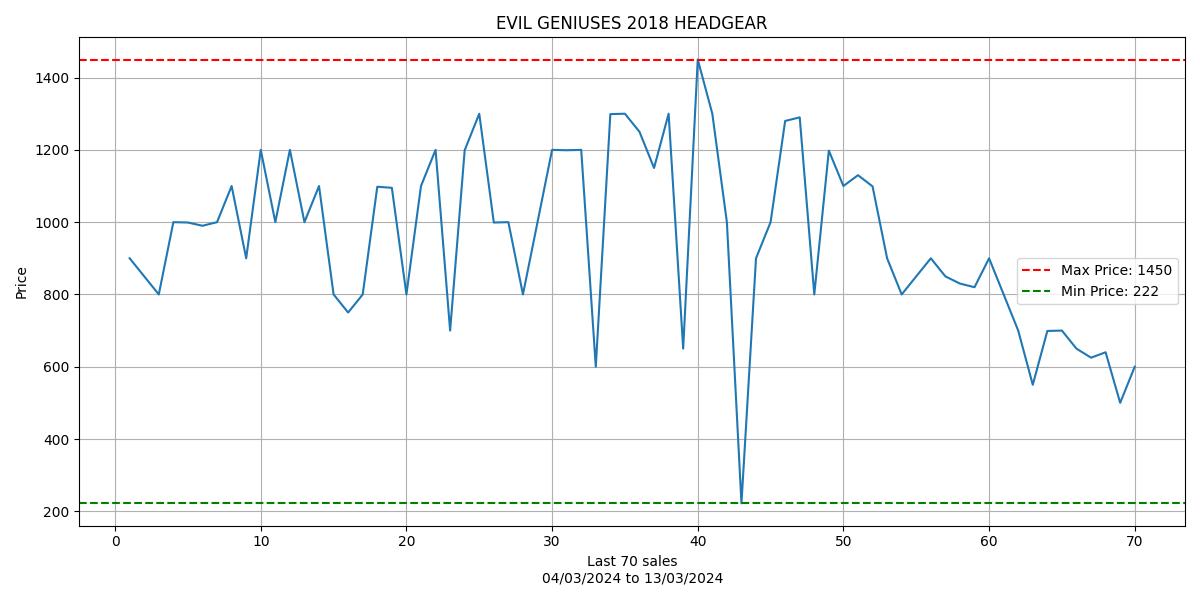 EVIL GENIUSES 2018 HEADGEAR
Price
1400
1200
1000
800
600
400
200
Max Price: 1450
Min Price: 222
0 10 20 30 40 50 60 70
Last 70 sales
04/03/2024 to 13/03/2024